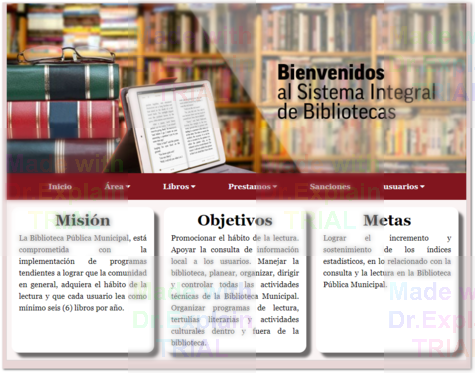 Bienvenidos
al Sistema Integral
de Bibliotecas
Inicio Área Libros Prestamos Sanciones usuarios
Misión
La Biblioteca Pública Municipal, está
comprometida con la
implementación de programas
tendientes a lograr que la comunidad
en general, adquiera el hábito de la
lectura y que cada usuario lea como
mínimo seis (6) libros por año.
Objetivos
Promocionar el hábito de la lectura.
Apoyar la consulta de información
local a los usuarios. Manejar la
biblioteca, planear, organizar, dirigir
y controlar todas las actividades
técnicas de la Biblioteca Municipal.
Organizar programas de lectura,
tertulias literarias y actividades
culturales dentro y fuera de la
biblioteca.
Metas
Lograr el incremento y
sostenimiento de los índices
estadísticos, en lo relacionado con la
consulta y la lectura en la Biblioteca
Pública Municipal.
Made with
Dr.Explain
TRIAL